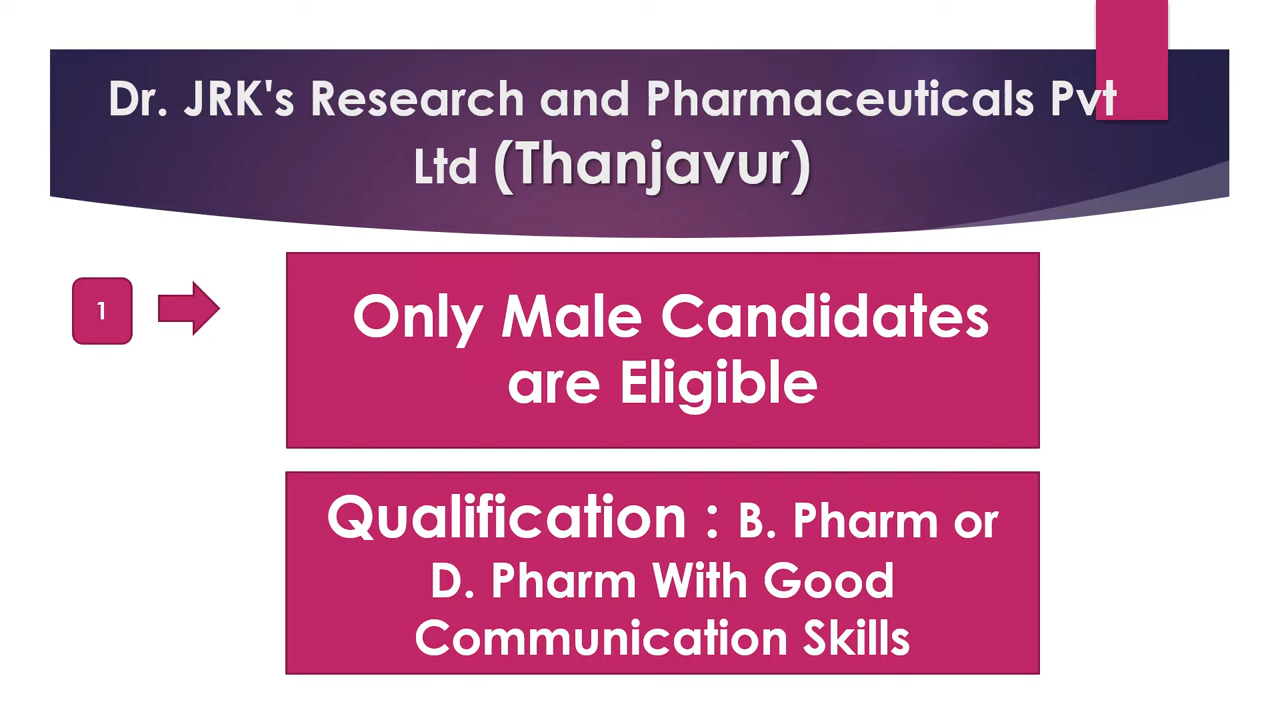 Dr. JRK's Research and Pharmaceuticals Pvt
Ltd (Thanjavur)
1
Only Male Candidates
are Eligible
Qualification : B. Pharm or
D. Pharm With Good
Communication Skills